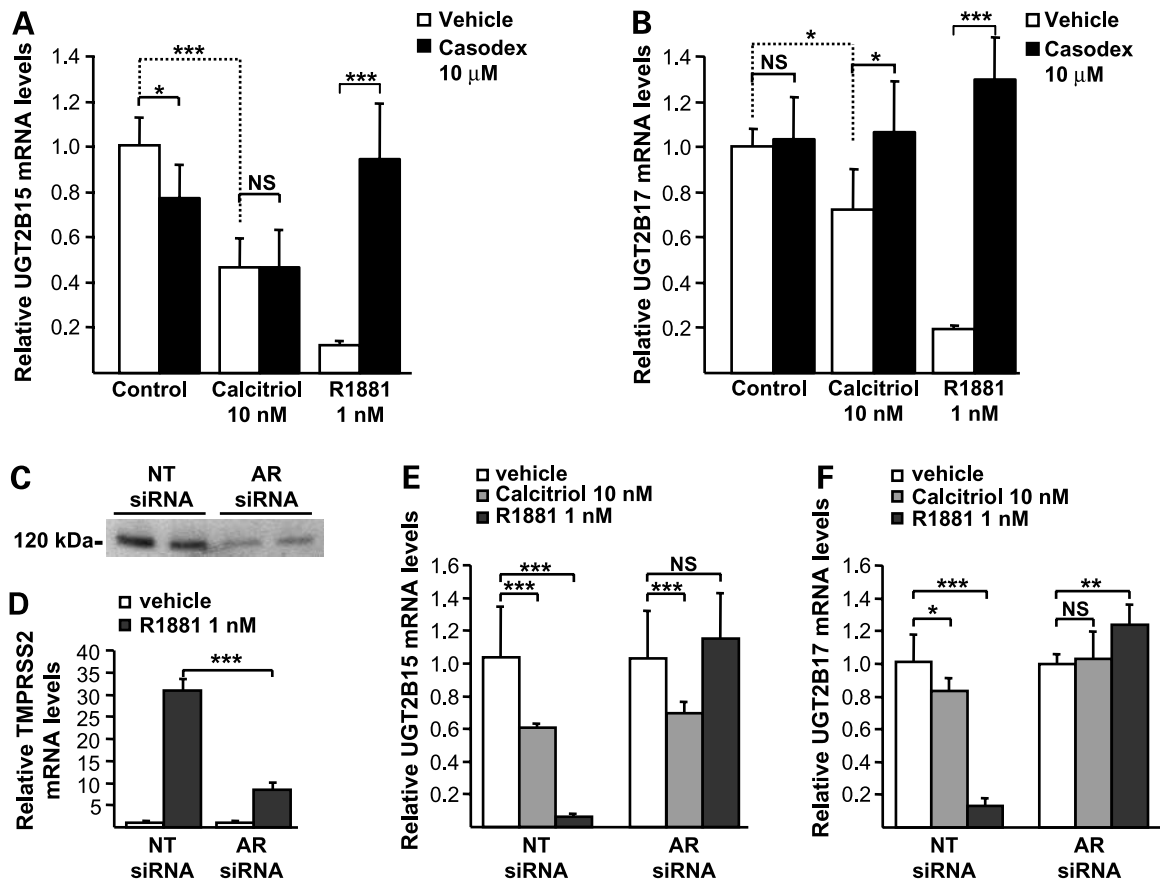 A
Vehicle
Casodex
10 μM
Relative UGT2B15 mRNA levels
1.4
1.2
1.0
0.8
0.6
0.4
0.2
***
*
NS
***
Control
Calcitriol
10 nM
R1881
1 nM
B
Vehicle
Casodex
10 μM
Relative UGT2B17 mRNA levels
1.4
1.2
1.0
0.8
0.6
0.4
0.2
*
NS
*
***
Control
Calcitriol
10 nM
R1881
1 nM
C
NT
siRNA
AR
siRNA
120 kDa-
D
vehicle
R1881 1 nM
Relative TMPRSS2
mRNA levels
40
35
30
25
20
15
10
5
***
NT
siRNA
AR
siRNA
E
vehicle
Calcitriol 10 nM
R1881 1 nM
Relative UGT2B15 mRNA levels
1.6
1.4
1.2
1.0
0.8
0.6
0.4
0.2
***
***
NS
***
NT
siRNA
AR
siRNA
F
vehicle
Calcitriol 10 nM
R1881 1 nM
Relative UGT2B17 mRNA levels
1.6
1.4
1.2
1.0
0.8
0.6
0.4
0.2
***
*
**
NS
NT
siRNA
AR
siRNA